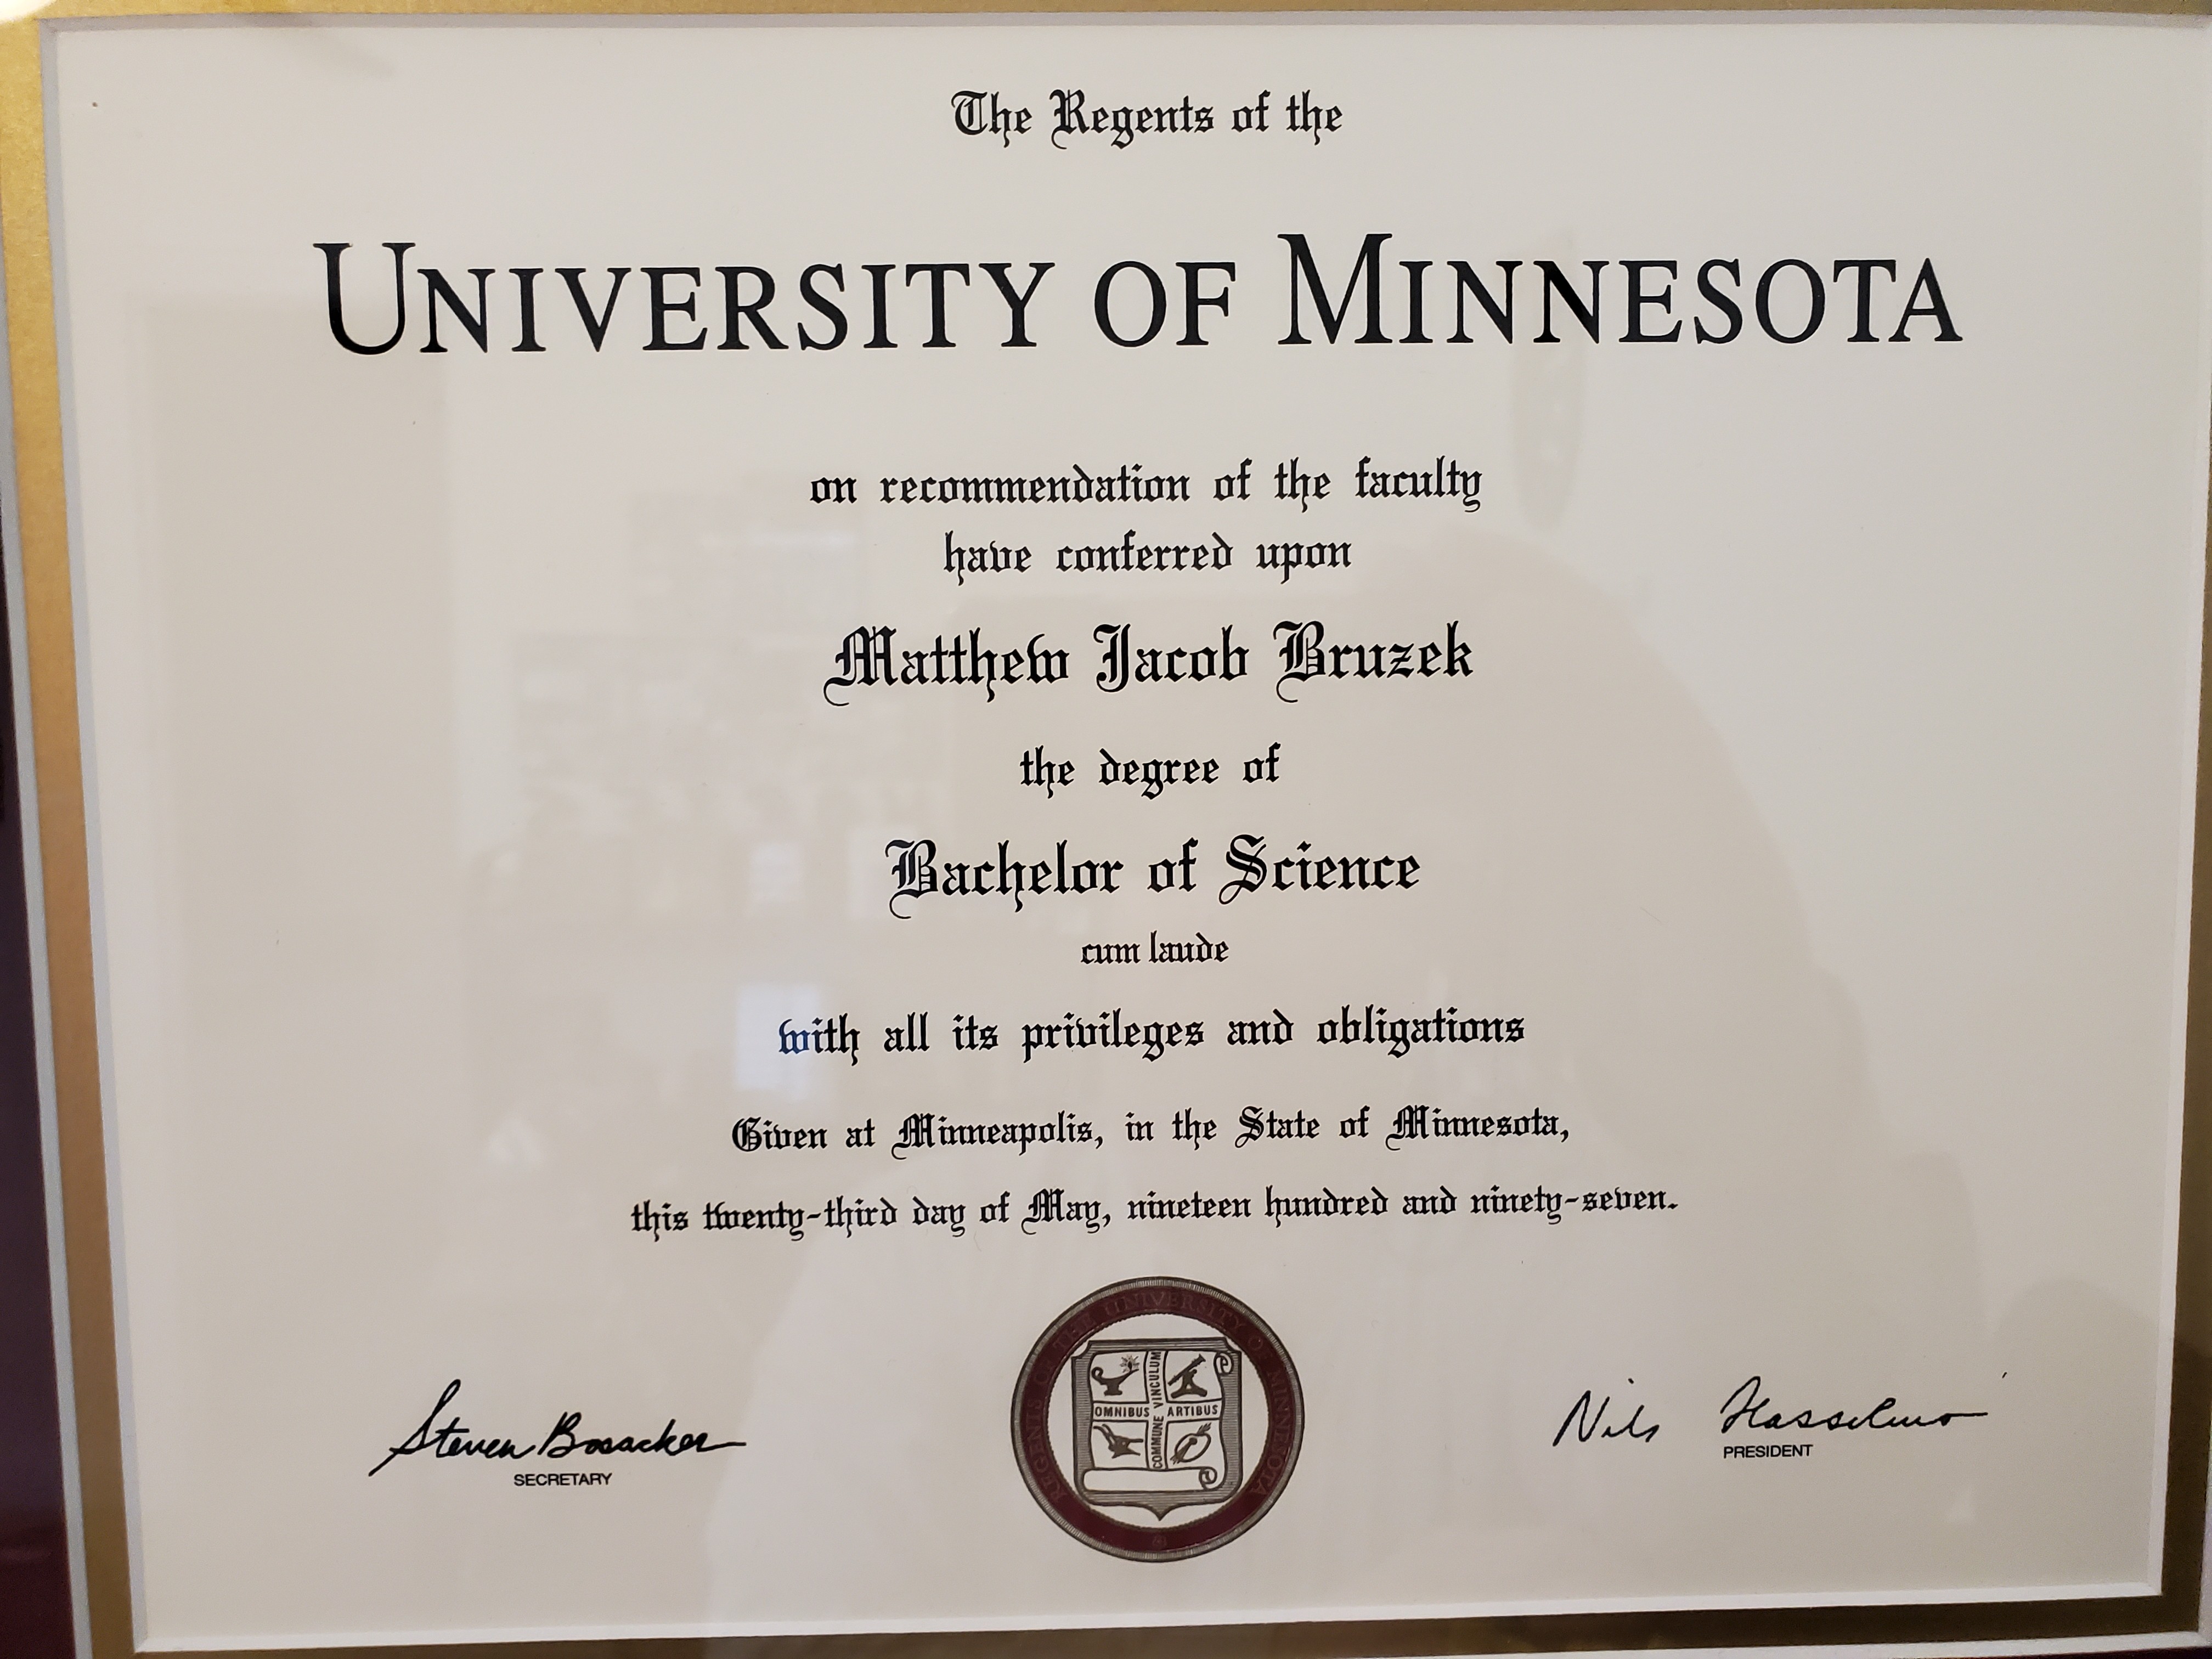 The Regents of the
UNIVERSITY OF MINNESOTA
on recommendation of the faculty
have conferred upon
Matthew Jacob Bruzek
the degree of
Bachelor of Science
cum laude
with all its privileges and obligations
Given at Minneapolis, in the State of Minnesota,
this twenty-third day of May, nineteen hundred and ninety-seven.
REGENTS OF THE UNIVERSITY OF MINNESOTA
OMNIBUS ARTIBUS
COMMUNE VINCULUM
Steven Bosacker
SECRETARY
Nils Hasselmo
PRESIDENT